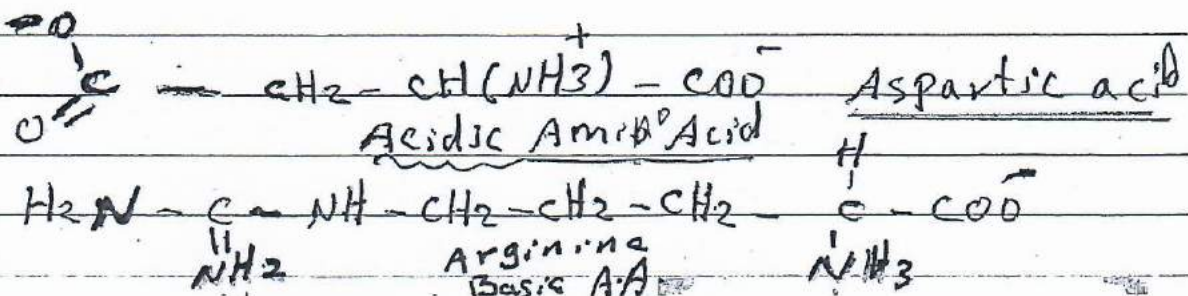 -O
+
C — CH2 - CH(NH3) - COO- Aspartic acid
O
Acidic Amino Acid
H
H2N - C - NH - CH2 - CH2 - CH2 - C - COO-
NH2 Arginine NH3
Basic A.A